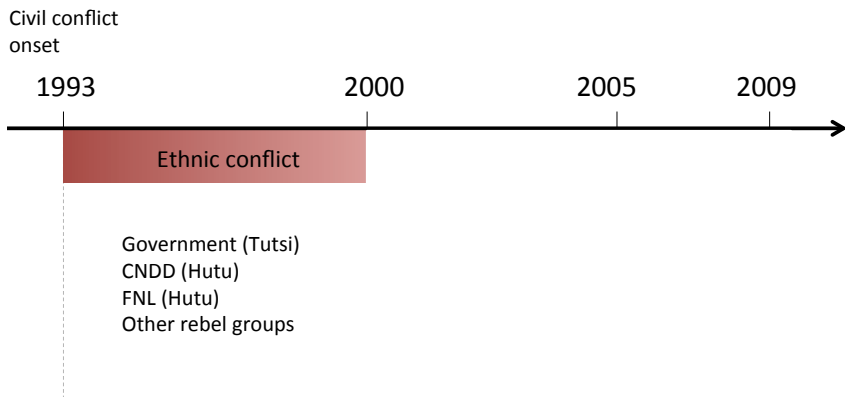 Civil conflict
onset
1993 2000 2005 2009
Ethnic conflict
Government (Tutsi)
CNDD (Hutu)
FNL (Hutu)
Other rebel groups